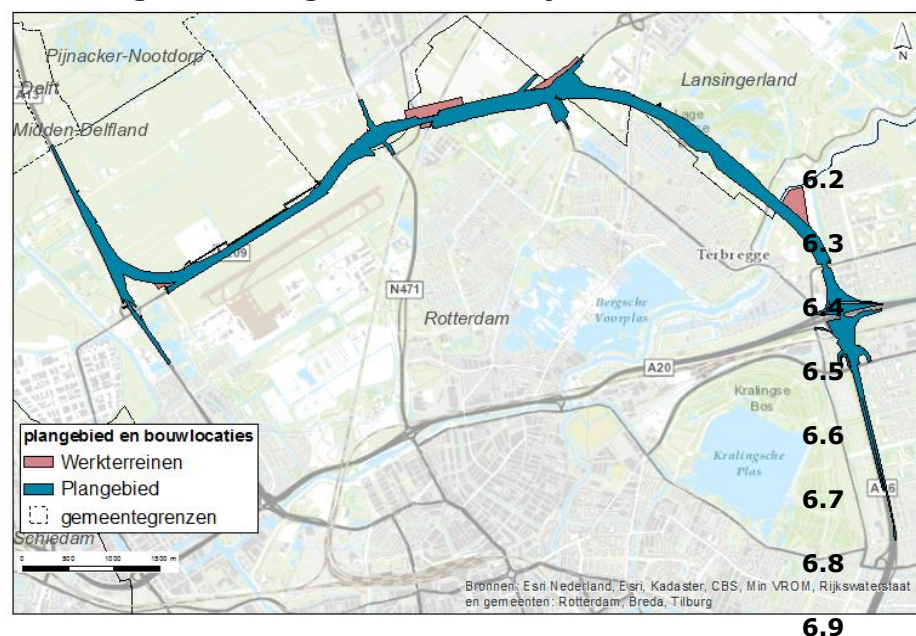 N
Pijnacker-Nootdorp
Lansingerland
Delft
A13
Midden-Delfland
Lage
6.2
6.3
Terbregge
N471
Bergsche
Voorplas
6.4
Rotterdam
A20
6.5
Kralingse
Bos
plangebied en bouwlocaties
Werkterreinen
Plangebied
gemeentegrenzen
6.6
Kralingsche
Plas
6.7
Schiedam
0 500 1000 1500 m
6.8
Bronnen: Esri Nederland, Esri, Kadaster, CBS, Min VROM, Rijkswaterstaat
en gemeenten: Rotterdam, Breda, Tilburg
6.9